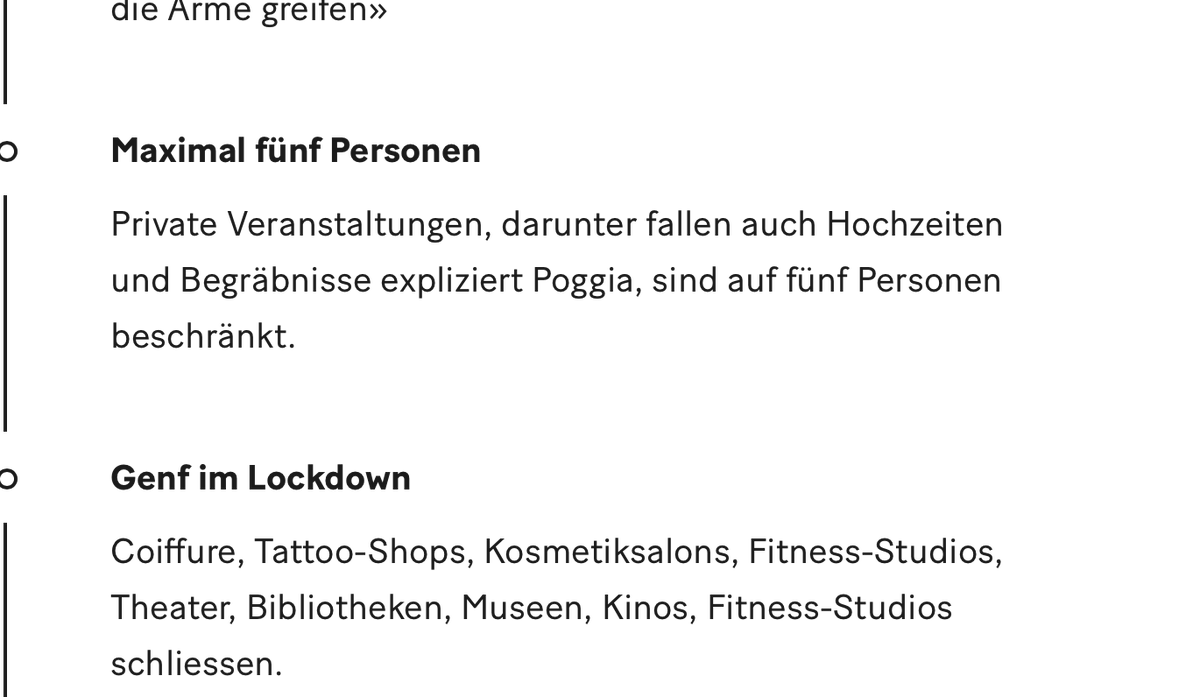 die Arme greifen»
Maximal fünf Personen
Private Veranstaltungen, darunter fallen auch Hochzeiten
und Begräbnisse expliziert Poggia, sind auf fünf Personen
beschränkt.
Genf im Lockdown
Coiffure, Tattoo-Shops, Kosmetiksalons, Fitness-Studios,
Theater, Bibliotheken, Museen, Kinos, Fitness-Studios
schliessen.